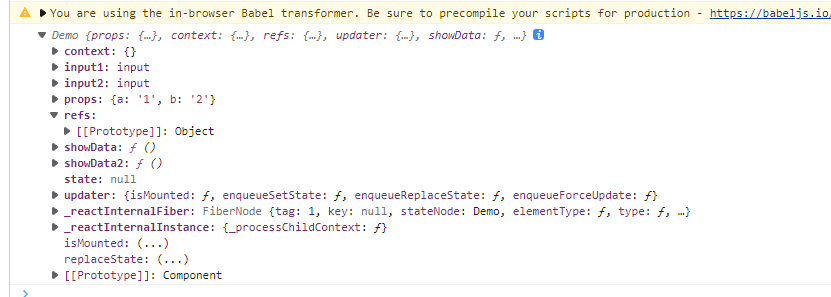 You are using the in-browser Babel transformer. Be sure to precompile your scripts for production - https://babeljs.io/
Demo {props: {…}, context: {…}, refs: {…}, updater: {…}, showData: ƒ, …}
context: {}
input1: input
input2: input
props: {a: '1', b: '2'}
refs:
[[Prototype]]: Object
showData: ƒ ()
showData2: ƒ ()
state: null
updater: {isMounted: ƒ, enqueueSetState: ƒ, enqueueReplaceState: ƒ, enqueueForceUpdate: ƒ}
_reactInternalFiber: FiberNode {tag: 1, key: null, stateNode: Demo, elementType: ƒ, type: ƒ, …}
_reactInternalInstance: {_processChildContext: ƒ}
isMounted: (...)
replaceState: (...)
[[Prototype]]: Component